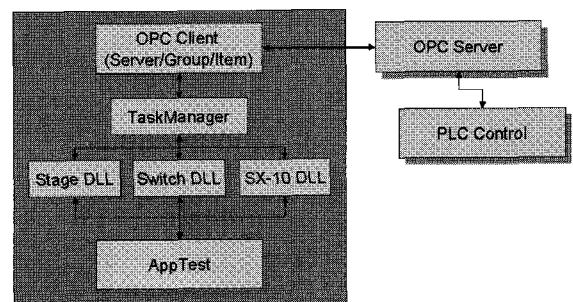 OPC Client
(Server/Group/Item)
OPC Server
TaskManager
PLC Control
Stage DLL
Switch DLL
SX-10 DLL
AppTest